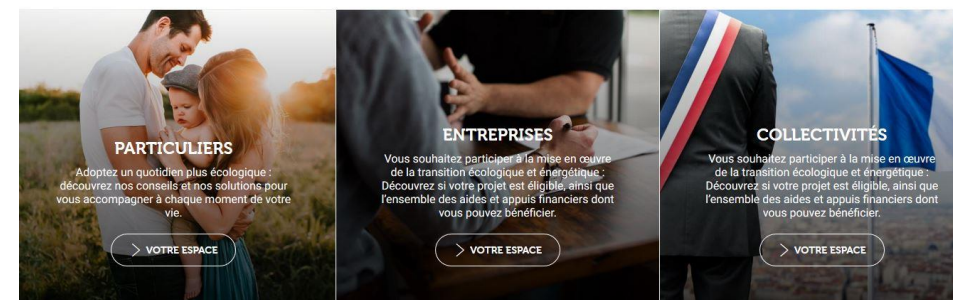 PARTICULIERS
Adoptez un quotidien plus écologique :
découvrez nos conseils et nos solutions pour
vous accompagner à chaque moment de votre
vie.
VOTRE ESPACE
ENTREPRISES
Vous souhaitez participer à la mise en œuvre
de la transition écologique et énergétique :
Découvrez si votre projet est éligible, ainsi que
l'ensemble des aides et appuis financiers dont
vous pouvez bénéficier.
VOTRE ESPACE
COLLECTIVITÉS
Vous souhaitez participer à la mise en œuvre
de la transition écologique et énergétique :
Découvrez si votre projet est éligible, ainsi que
l'ensemble des aides et appuis financiers dont
vous pouvez bénéficier.
VOTRE ESPACE